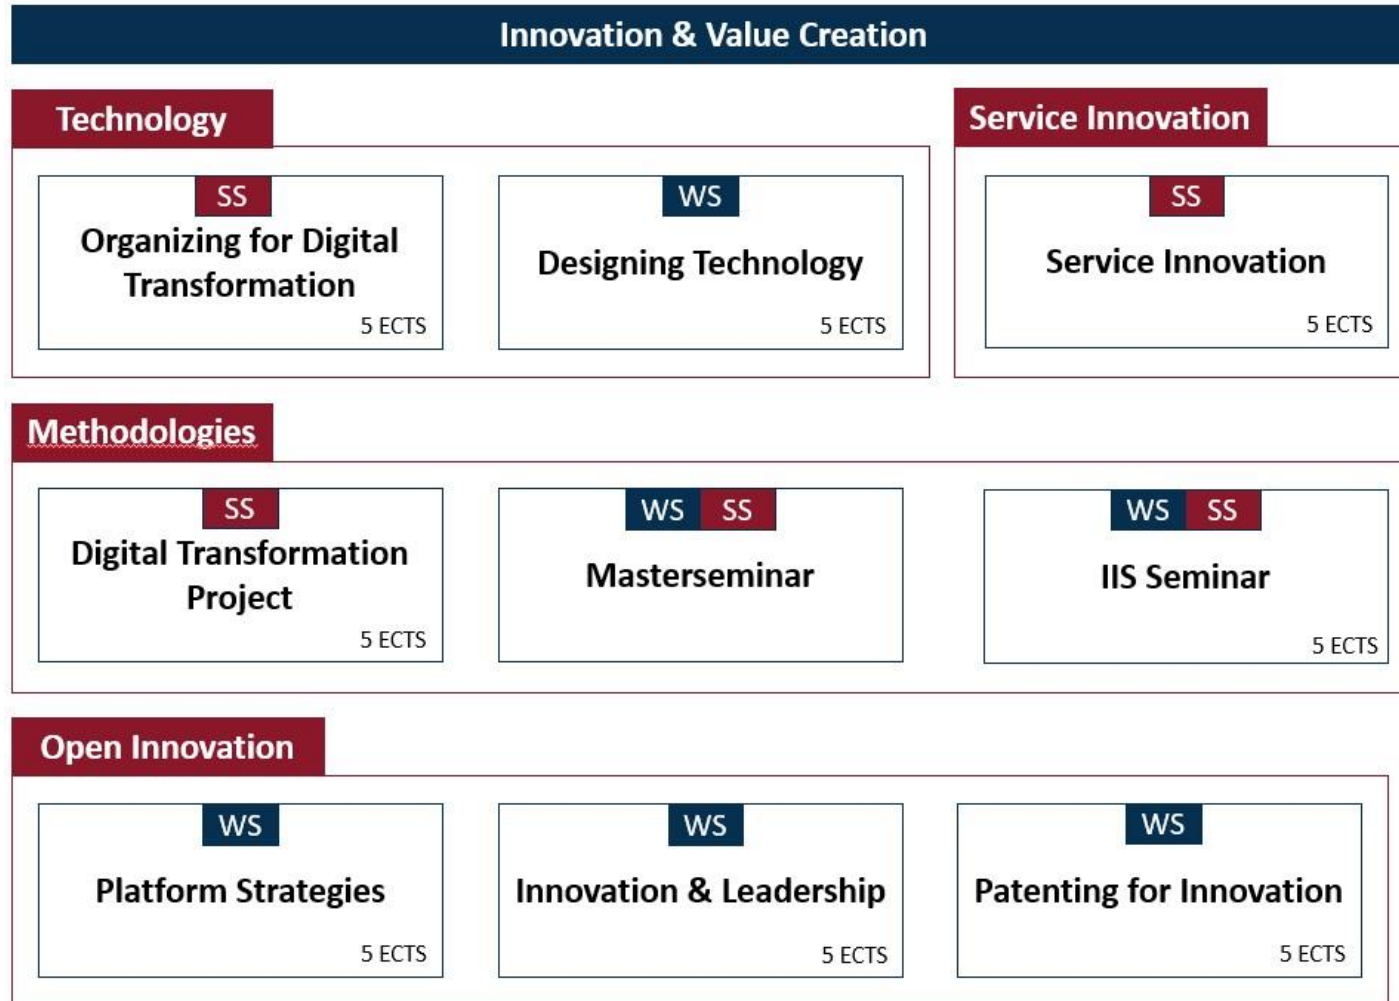 Innovation & Value Creation
Technology
SS
Organizing for Digital
Transformation
5 ECTS
WS
Designing Technology
5 ECTS
Service Innovation
SS
Service Innovation
5 ECTS
Methodologies
SS
Digital Transformation
Project
5 ECTS
WS SS
Masterseminar
WS SS
IIS Seminar
5 ECTS
Open Innovation
WS
Platform Strategies
5 ECTS
WS
Innovation & Leadership
5 ECTS
WS
Patenting for Innovation
5 ECTS